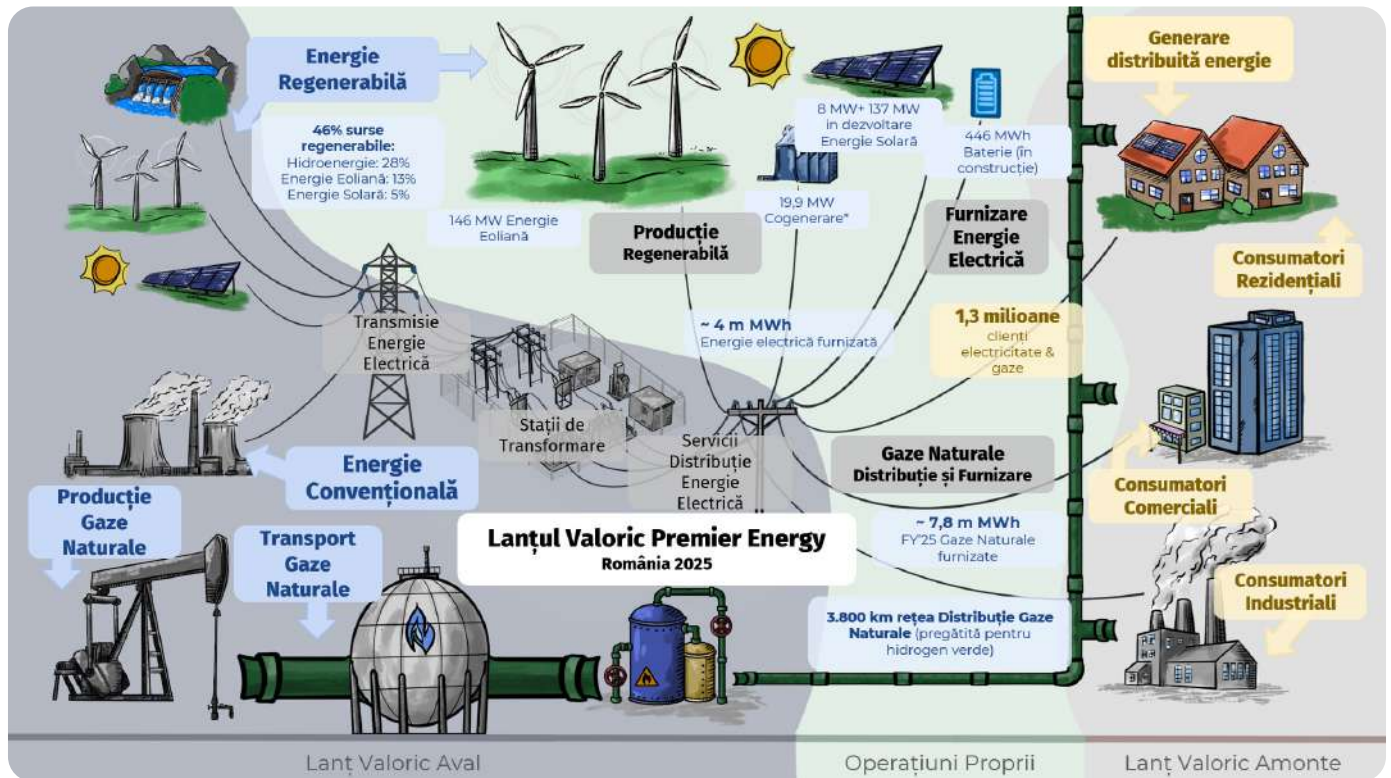 Energie
Regenerabilă
46% surse
regenerabile:
Hidroenergie: 28%
Energie Eoliană: 13%
Energie Solară: 5%
146 MW Energie
Eoliană
Producție
Regenerabilă
8 MW+ 137 MW
in dezvoltare
Energie Solară
19,9 MW
Cogenerare*
446 MWh
Baterie (în
construcție)
Furnizare
Energie
Electrică
Generare
distribuită energie
Consumatori
Rezidențiali
Transmisie
Energie
Electrică
~ 4 m MWh
Energie electrică furnizată
1,3 milioane
clienți
electricitate &
gaze
Stații de
Transformare
Servicii
Distribuție
Energie
Electrică
Gaze Naturale
Distribuție și Furnizare
Energie
Convențională
Consumatori
Comerciali
Producție
Gaze
Naturale
Transport
Gaze
Naturale
Lanțul Valoric Premier Energy
România 2025
~ 7,8 m MWh
FY'25 Gaze Naturale
furnizate
Consumatori
Industriali
3.800 km rețea Distribuție Gaze
Naturale (pregătită pentru
hidrogen verde)
Lanț Valoric Aval
Operațiuni Proprii
Lanț Valoric Amonte